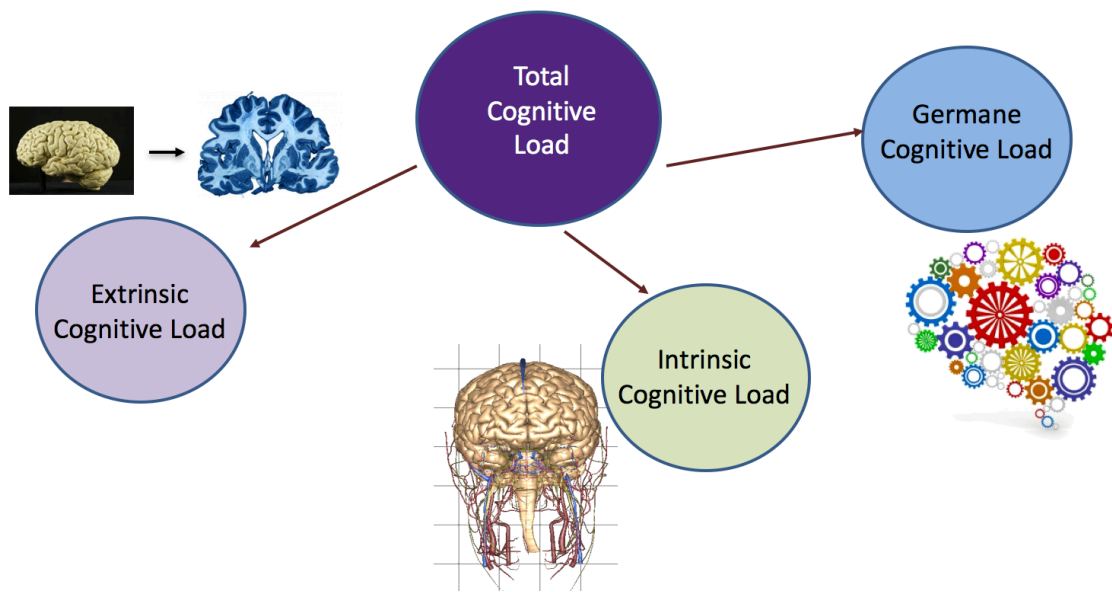 Total
Cognitive
Load
Germane
Cognitive Load
Extrinsic
Cognitive Load
Intrinsic
Cognitive Load